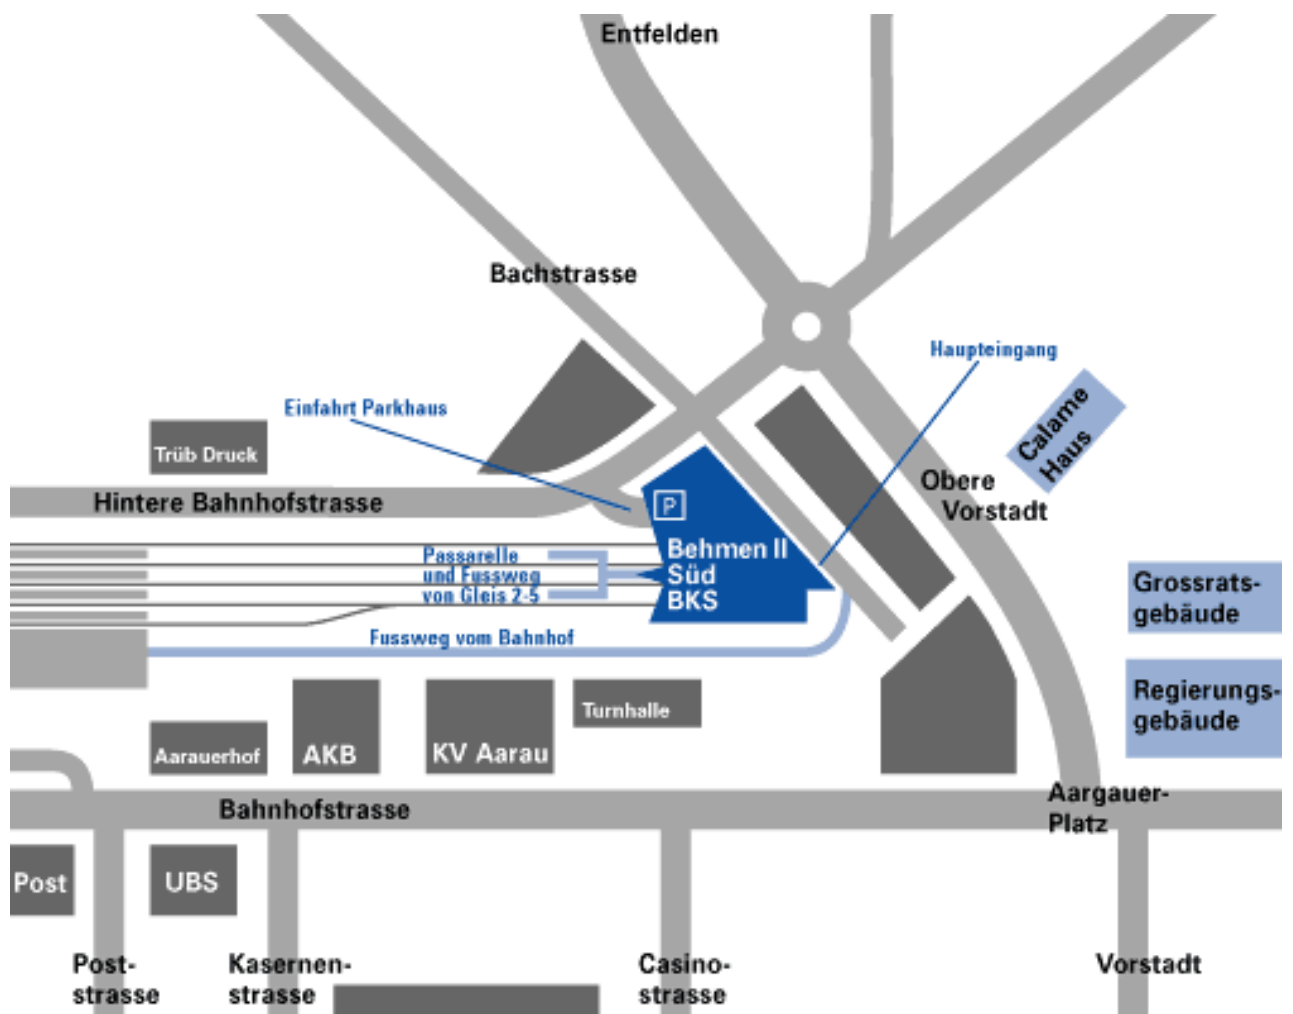 Entfelden
Bachstrasse
Haupteingang
Einfahrt Parkhaus
Calame
Haus
Trüb Druck
Obere
Vorstadt
Hintere Bahnhofstrasse
P
Behmen II
Süd
BKS
Passarelle
und Fussweg
von Gleis 2-5
Grossrats-
gebäude
Fussweg vom Bahnhof
Regierungs-
gebäude
Turnhalle
Aarauerhof
AKB
KV Aarau
Bahnhofstrasse
Aargauer-
Platz
Post
UBS
Post-
strasse
Kasernen-
strasse
Casino-
strasse
Vorstadt